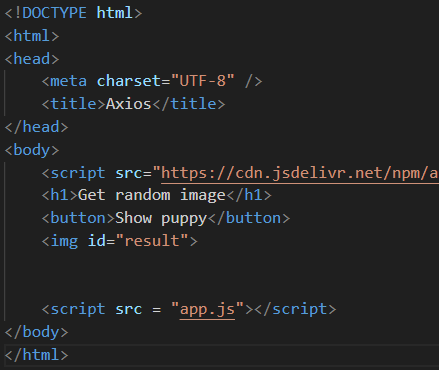 <!DOCTYPE html>
<html>
<head>
    <meta charset="UTF-8" />
    <title>Axios</title>
</head>
<body>
    <script src="https://cdn.jsdelivr.net/npm/a
    <h1>Get random image</h1>
    <button>Show puppy</button>
    <img id="result">
    <script src = "app.js"></script>
</body>
</html>